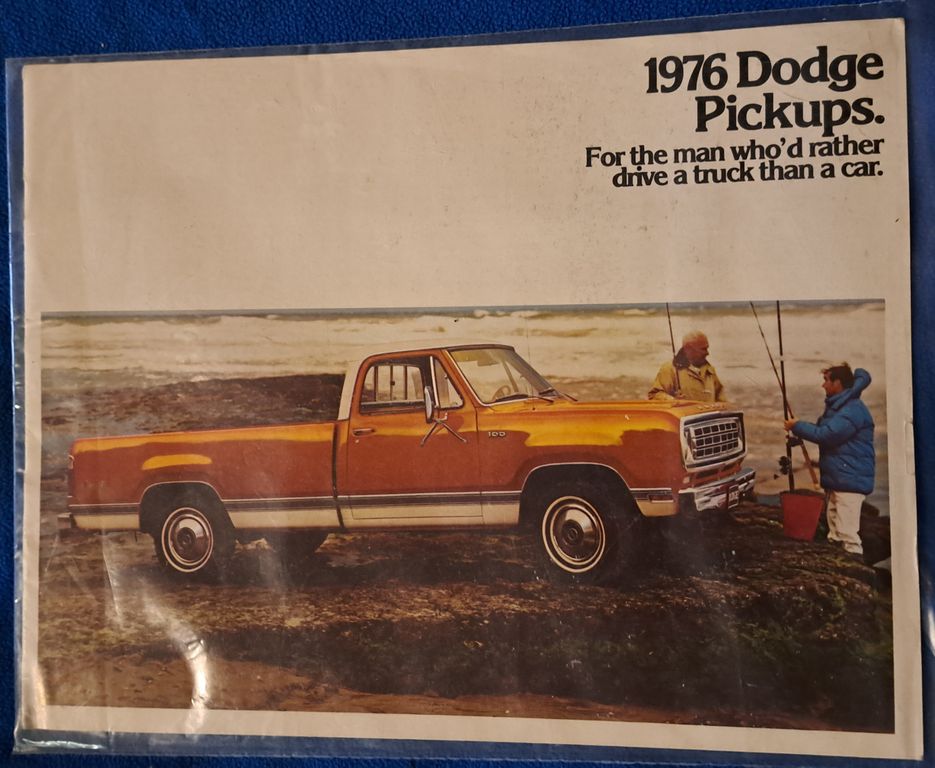 1976 Dodge
Pickups.
For the man who'd rather
drive a truck than a car.
100